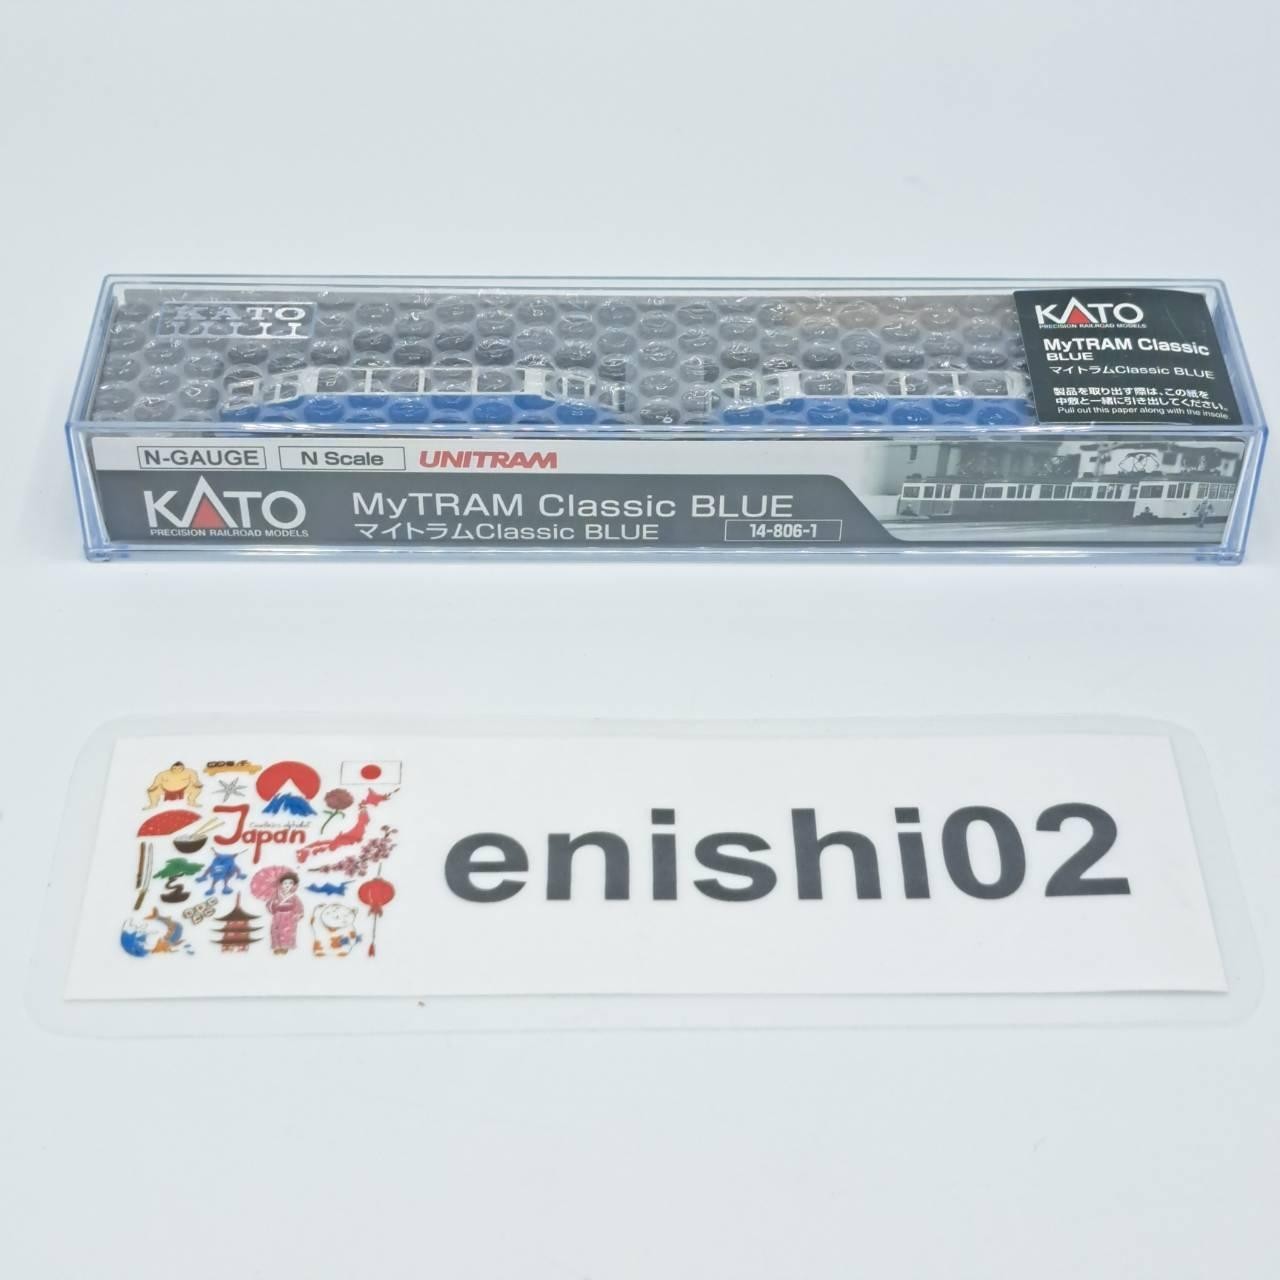 KATO
KATO
PRECISION RAILROAD MODELS
MyTRAM Classic
BLUE
マイトラムClassic BLUE
製品を取り出す際は、この紙を
中敷と一緒に引き出してください。
Pull out this paper along with the insole.
N-GAUGE N Scale UNITRAM
KATO
PRECISION RAILROAD MODELS
MyTRAM Classic BLUE
マイトラムClassic BLUE 14-806-1
Japan
enishi02